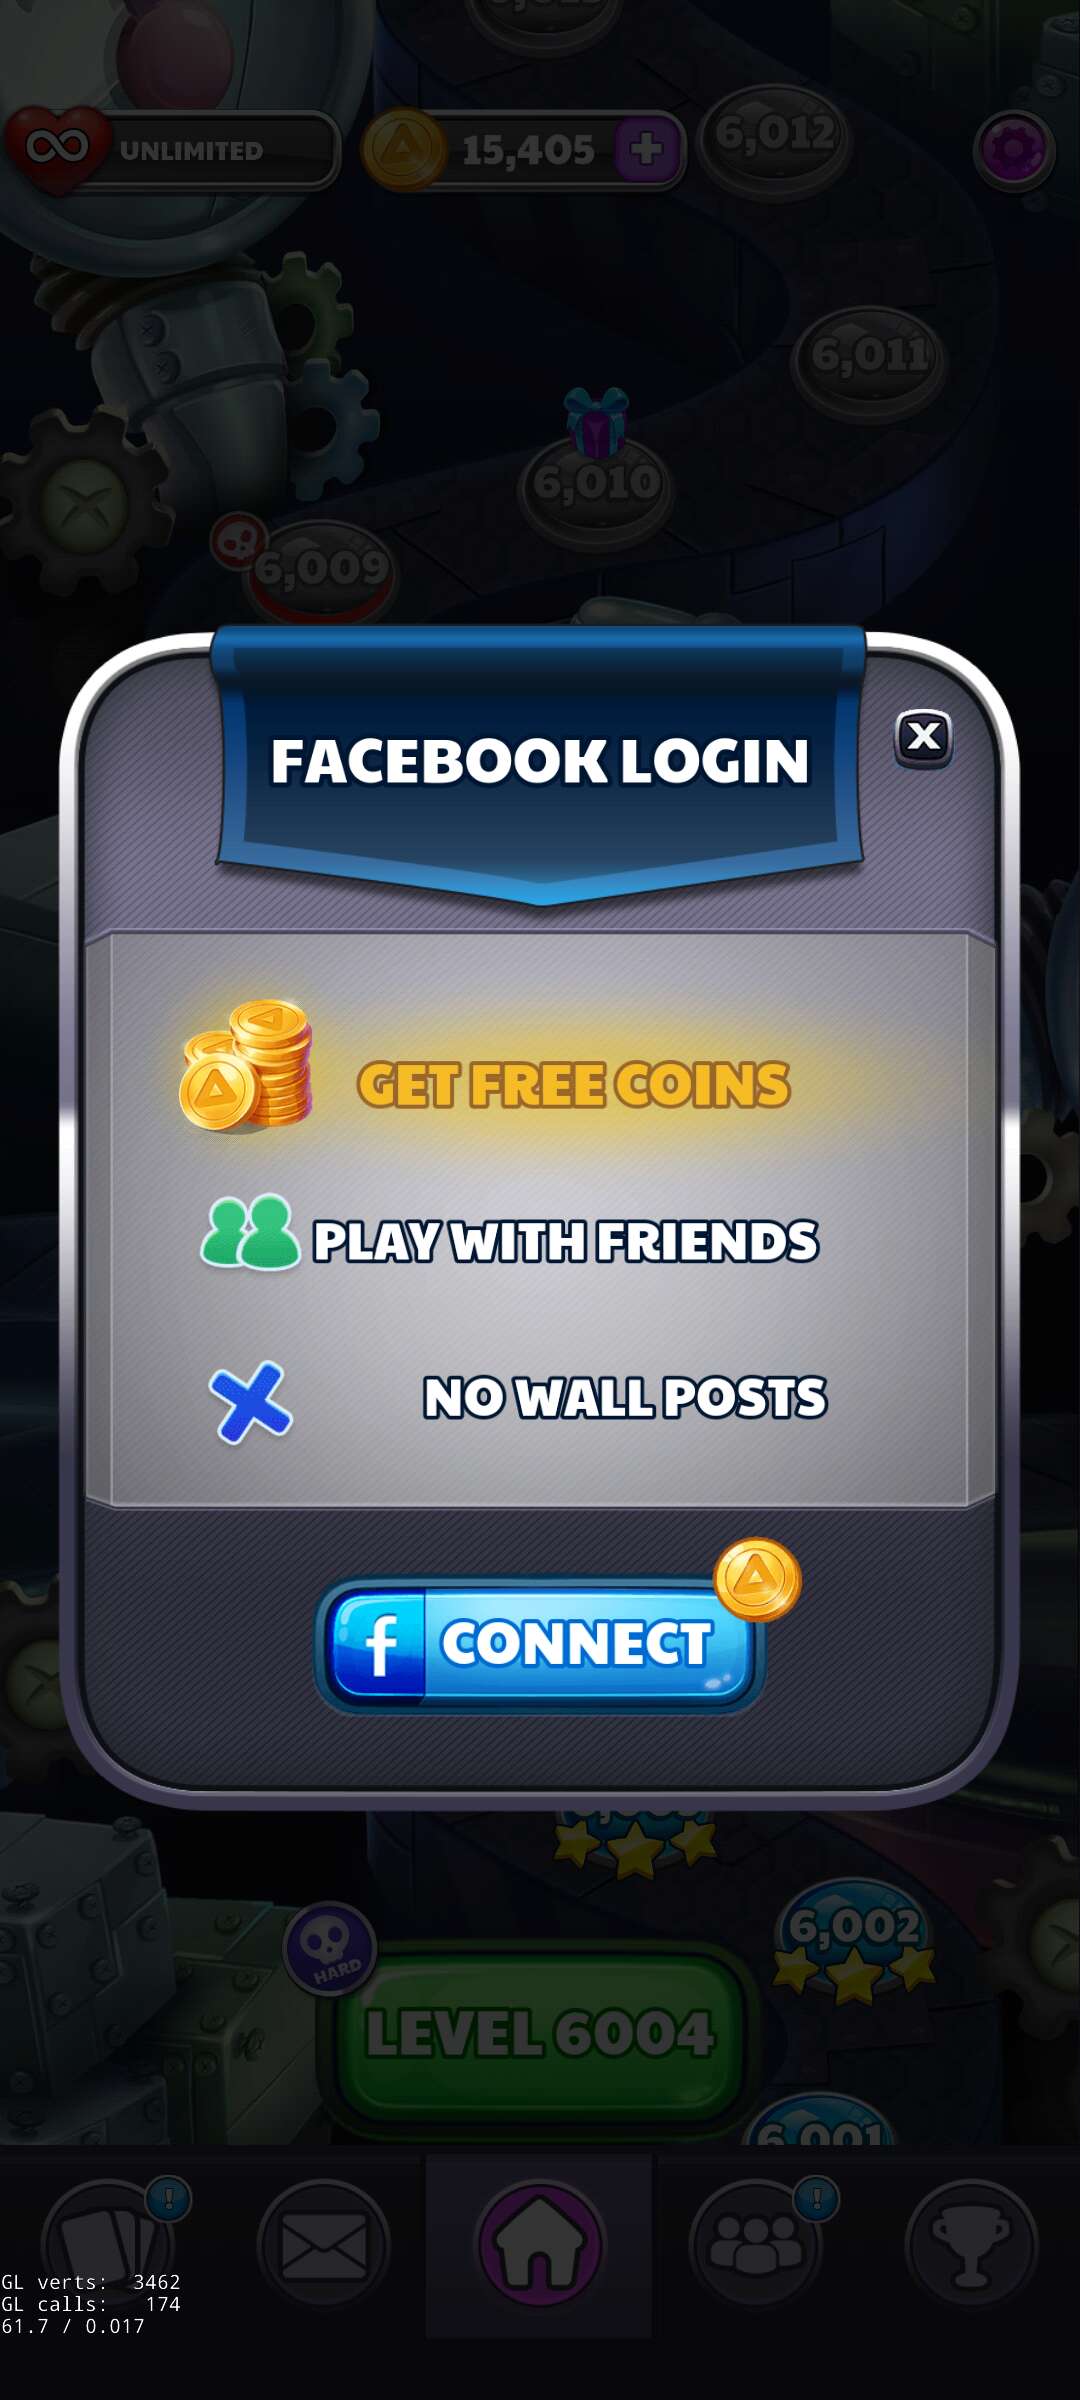 UNLIMITED
15,405
6,012
6,011
6,010
6,009
FACEBOOK LOGIN
GET FREE COINS
PLAY WITH FRIENDS
NO WALL POSTS
f CONNECT
6,002
HARD
LEVEL 6004
6,001
GL verts: 3462
GL calls: 174
61.7 / 0.017